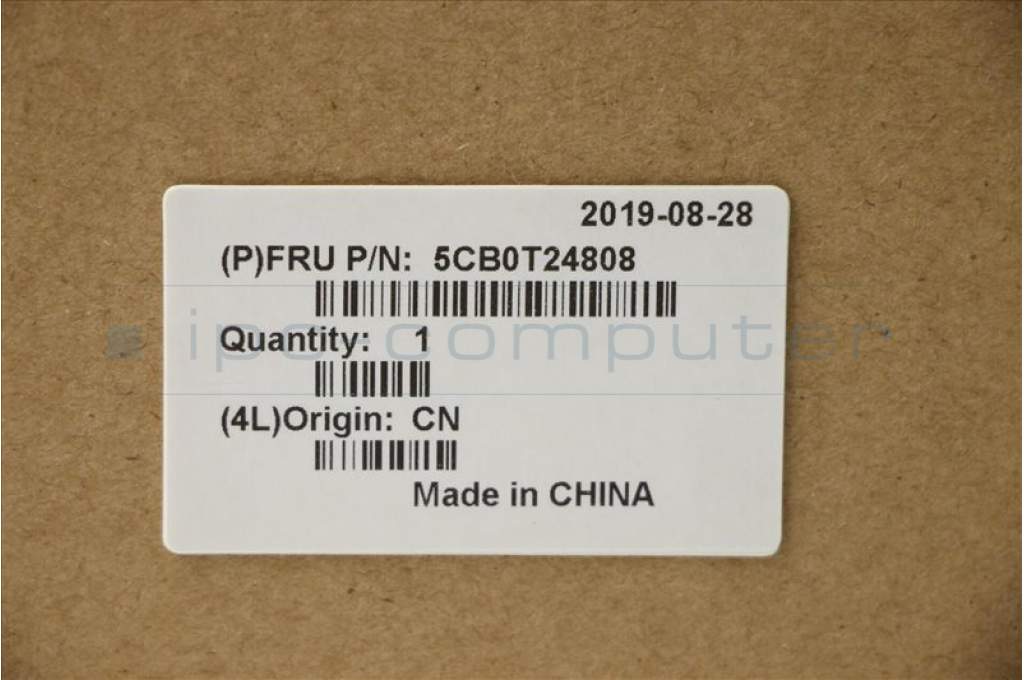 2019-08-28
(P)FRU P/N: 5CB0T24808
Quantity: 1
ipc-computer
(4L)Origin: CN
Made in CHINA